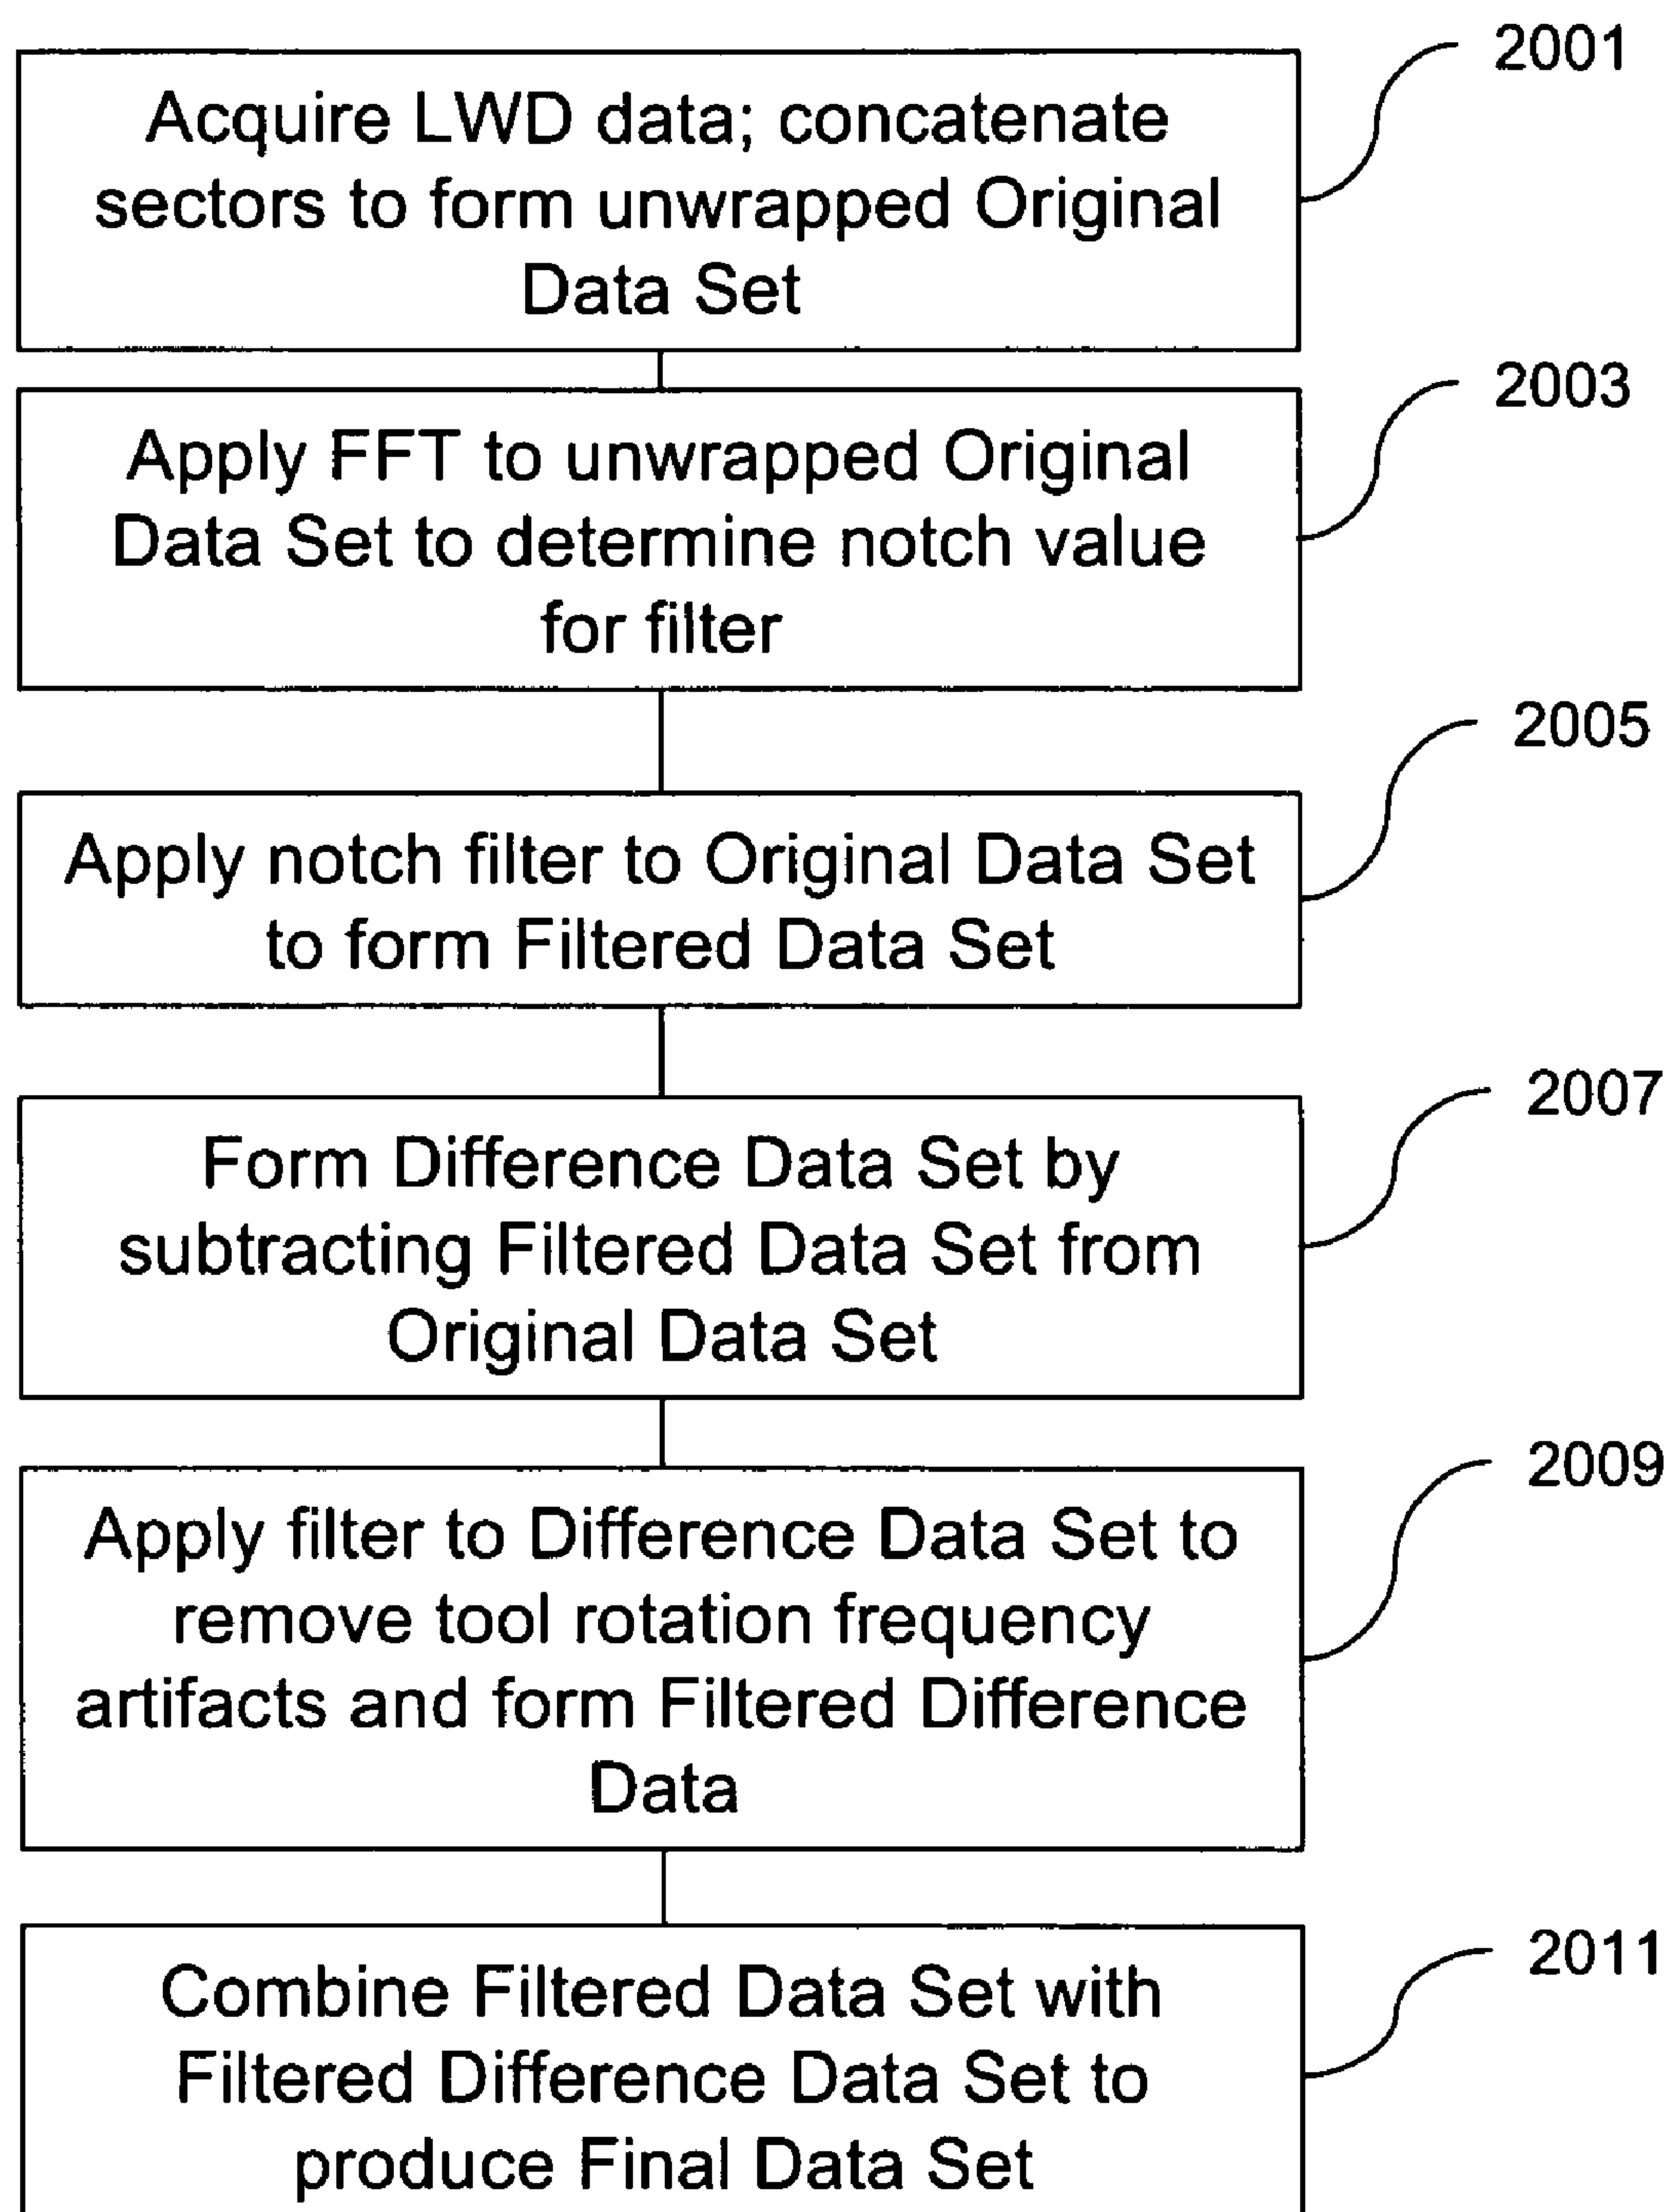 2001
Acquire LWD data; concatenate
sectors to form unwrapped Original
Data Set
2003
Apply FFT to unwrapped Original
Data Set to determine notch value
for filter
2005
Apply notch filter to Original Data Set
to form Filtered Data Set
2007
Form Difference Data Set by
subtracting Filtered Data Set from
Original Data Set
2009
Apply filter to Difference Data Set to
remove tool rotation frequency
artifacts and form Filtered Difference
Data
2011
Combine Filtered Data Set with
Filtered Difference Data Set to
produce Final Data Set